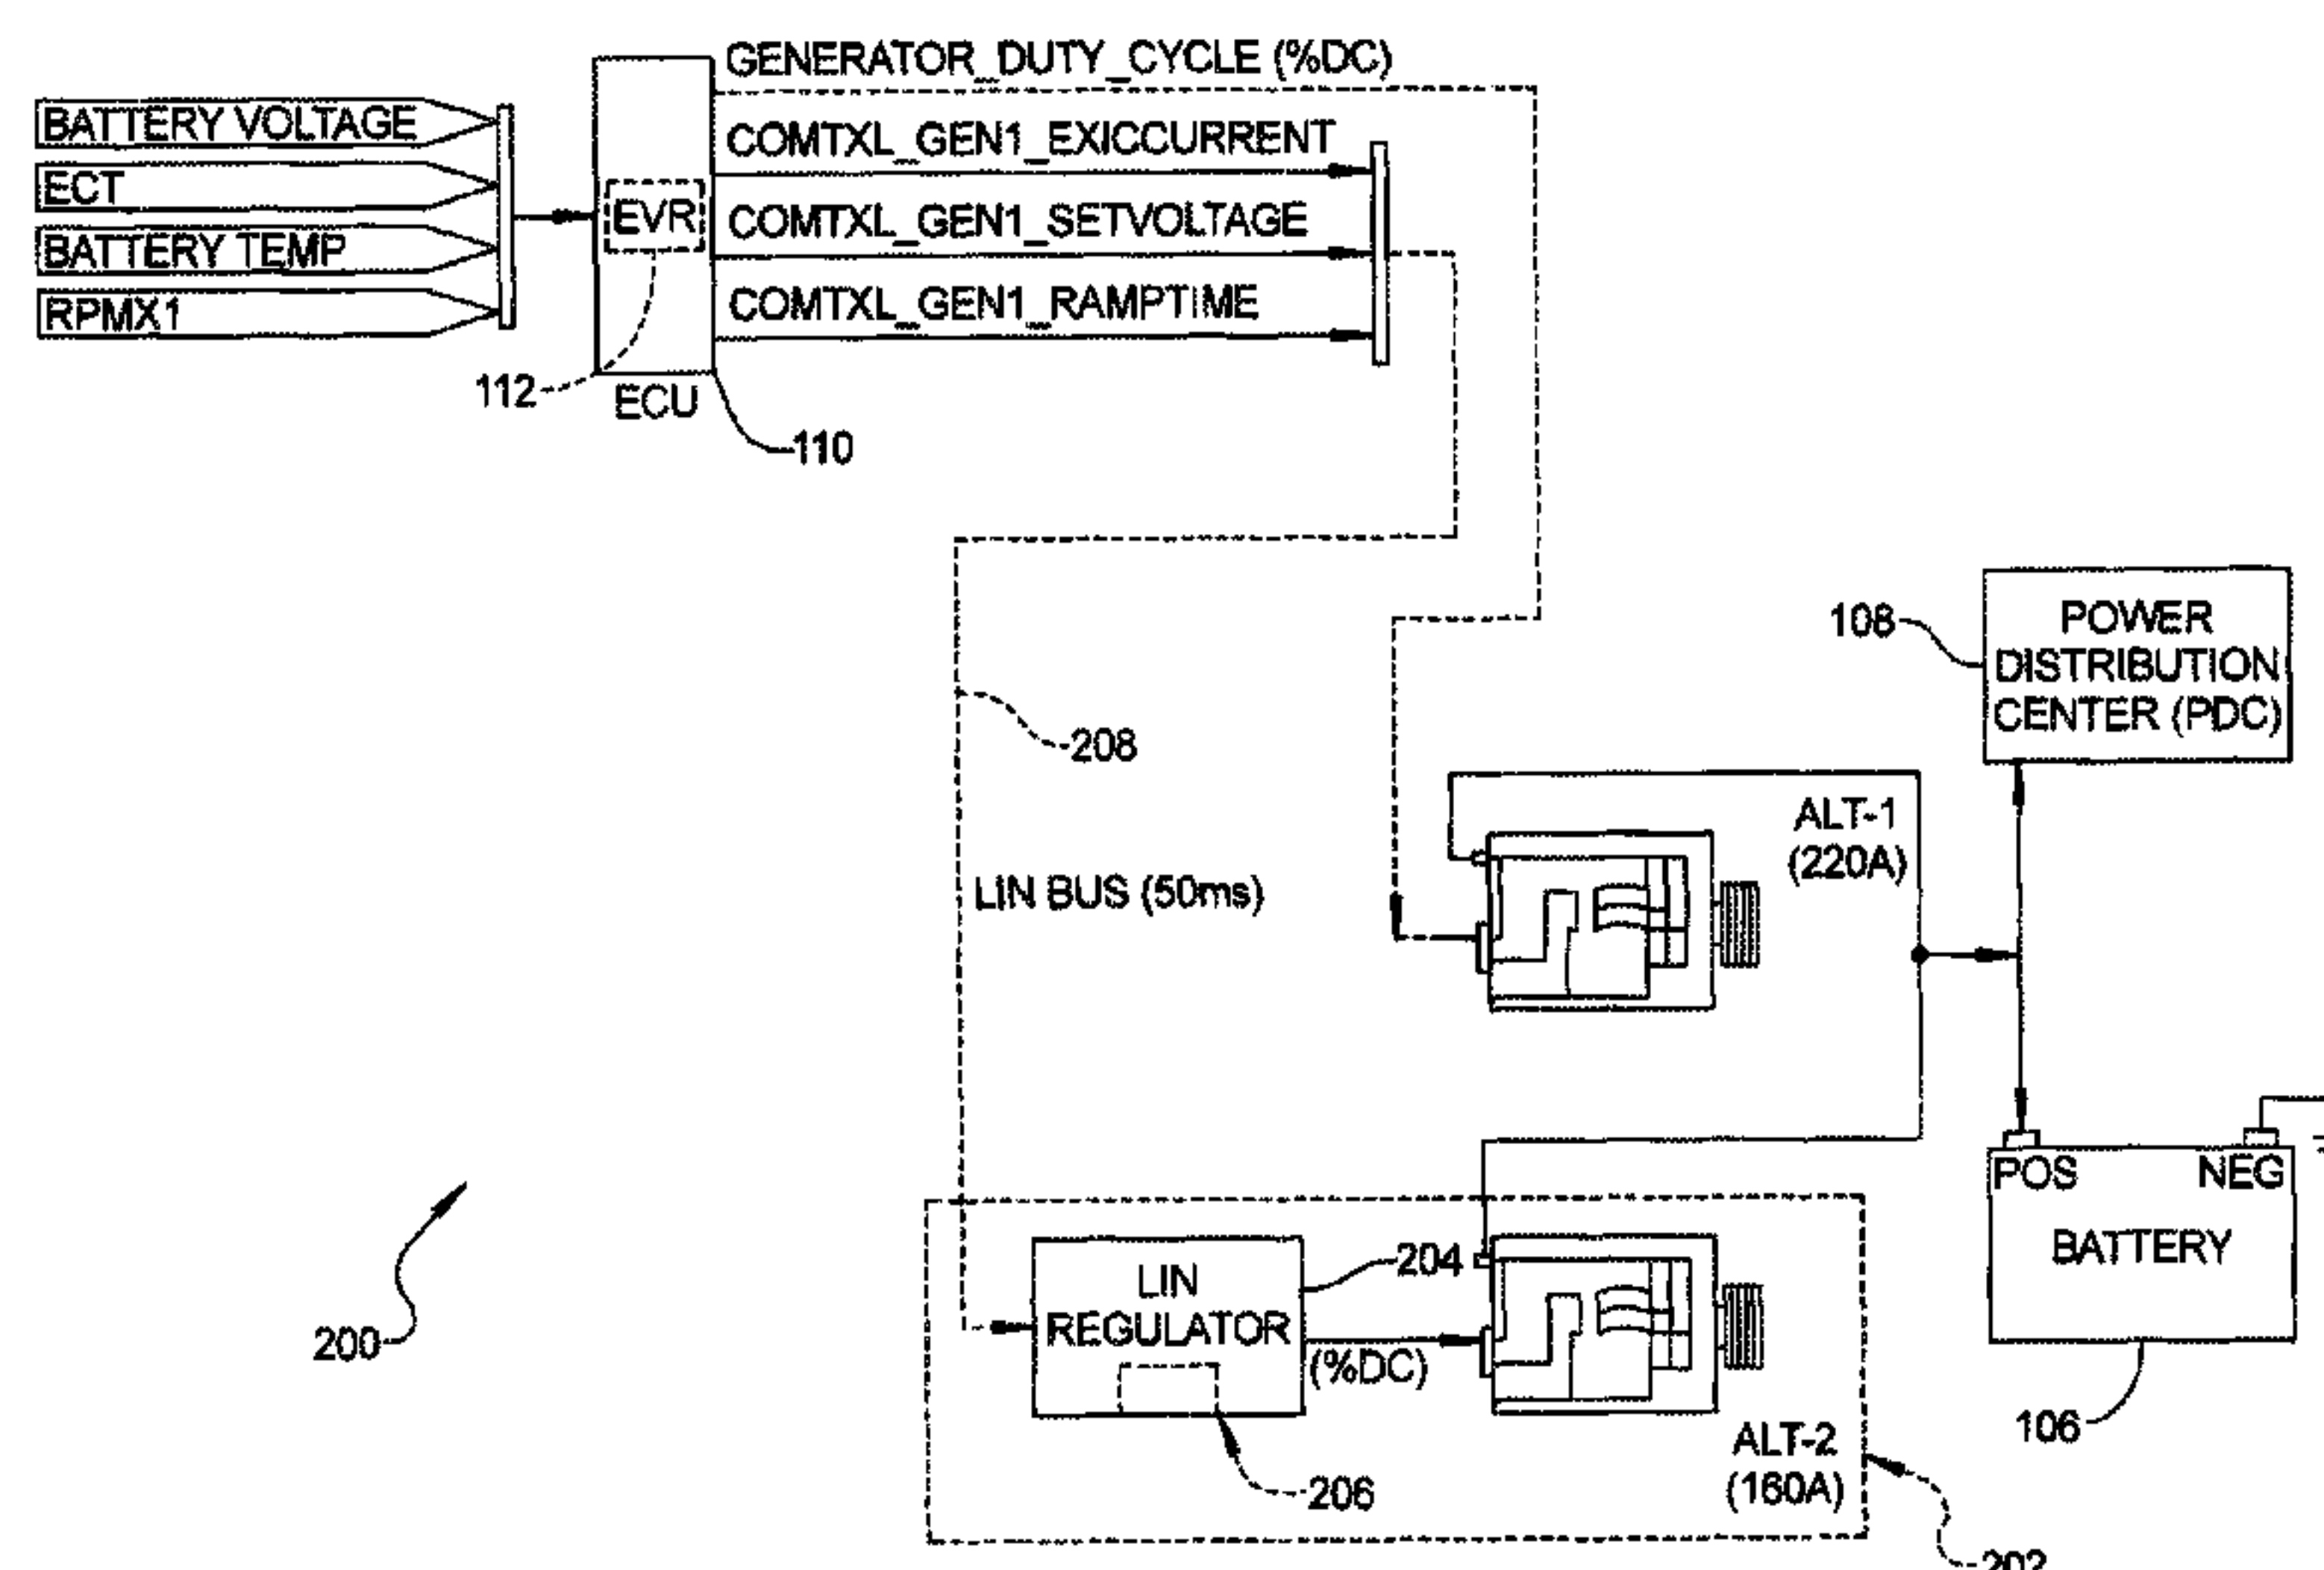 GENERATOR_DUTY_CYCLE (%DC)
BATTERY VOLTAGE
ECT
BATTERY TEMP
RPMX1
EVR
112
ECU
110
COMTXL_GEN1_EXICCURRENT
COMTXL_GEN1_SETVOLTAGE
COMTXL_GEN1_RAMPTIME
208
LIN BUS (50ms)
108
POWER
DISTRIBUTION
CENTER (PDC)
ALT-1
(220A)
POS
NEG
BATTERY
106
200
LIN
REGULATOR
204
(%DC)
206
ALT-2
(160A)
202